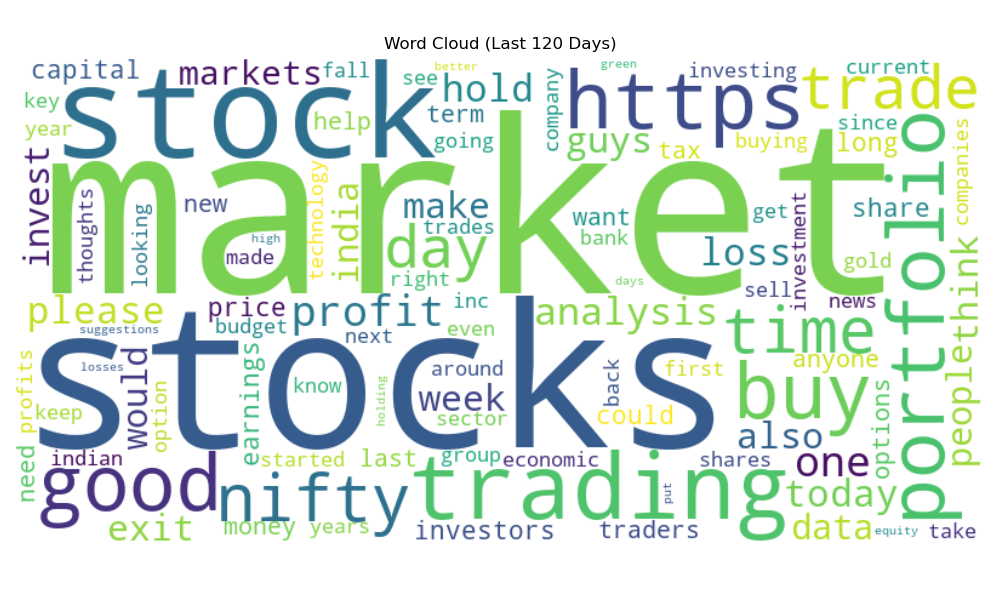 Word Cloud (Last 120 Days)
capital
markets
fall
see
better
hold
green
investing
current
trade
key
stock
https
year
help
term
company
guys
tax
buying
since
long
companies
going
invest
market
portfolio
thoughts
looking
new
technology
india
make
trades
want
bank
get
share
high
made
day
right
loss
investment
gold
days
sell
news
please
price
profit
inc
analysis
time
think
people
suggestions
budget
next
even
stocks
losses
profits
would
option
earnings
know
holding
around
week
sector
back
first
could
anyone
buy
options
keep
also
need
indian
good
started
last
group
economic
shares
one
nifty
trading
put
today
exit
money
years
investors
traders
data
equity
take